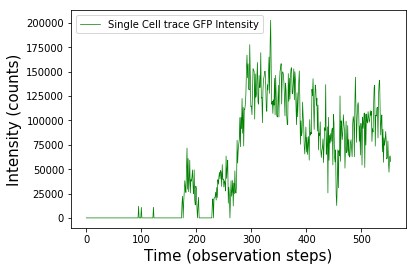 Single Cell trace GFP Intensity
Intensity (counts)
200000
175000
150000
125000
100000
75000
50000
25000
0
0 100 200 300 400 500
Time (observation steps)